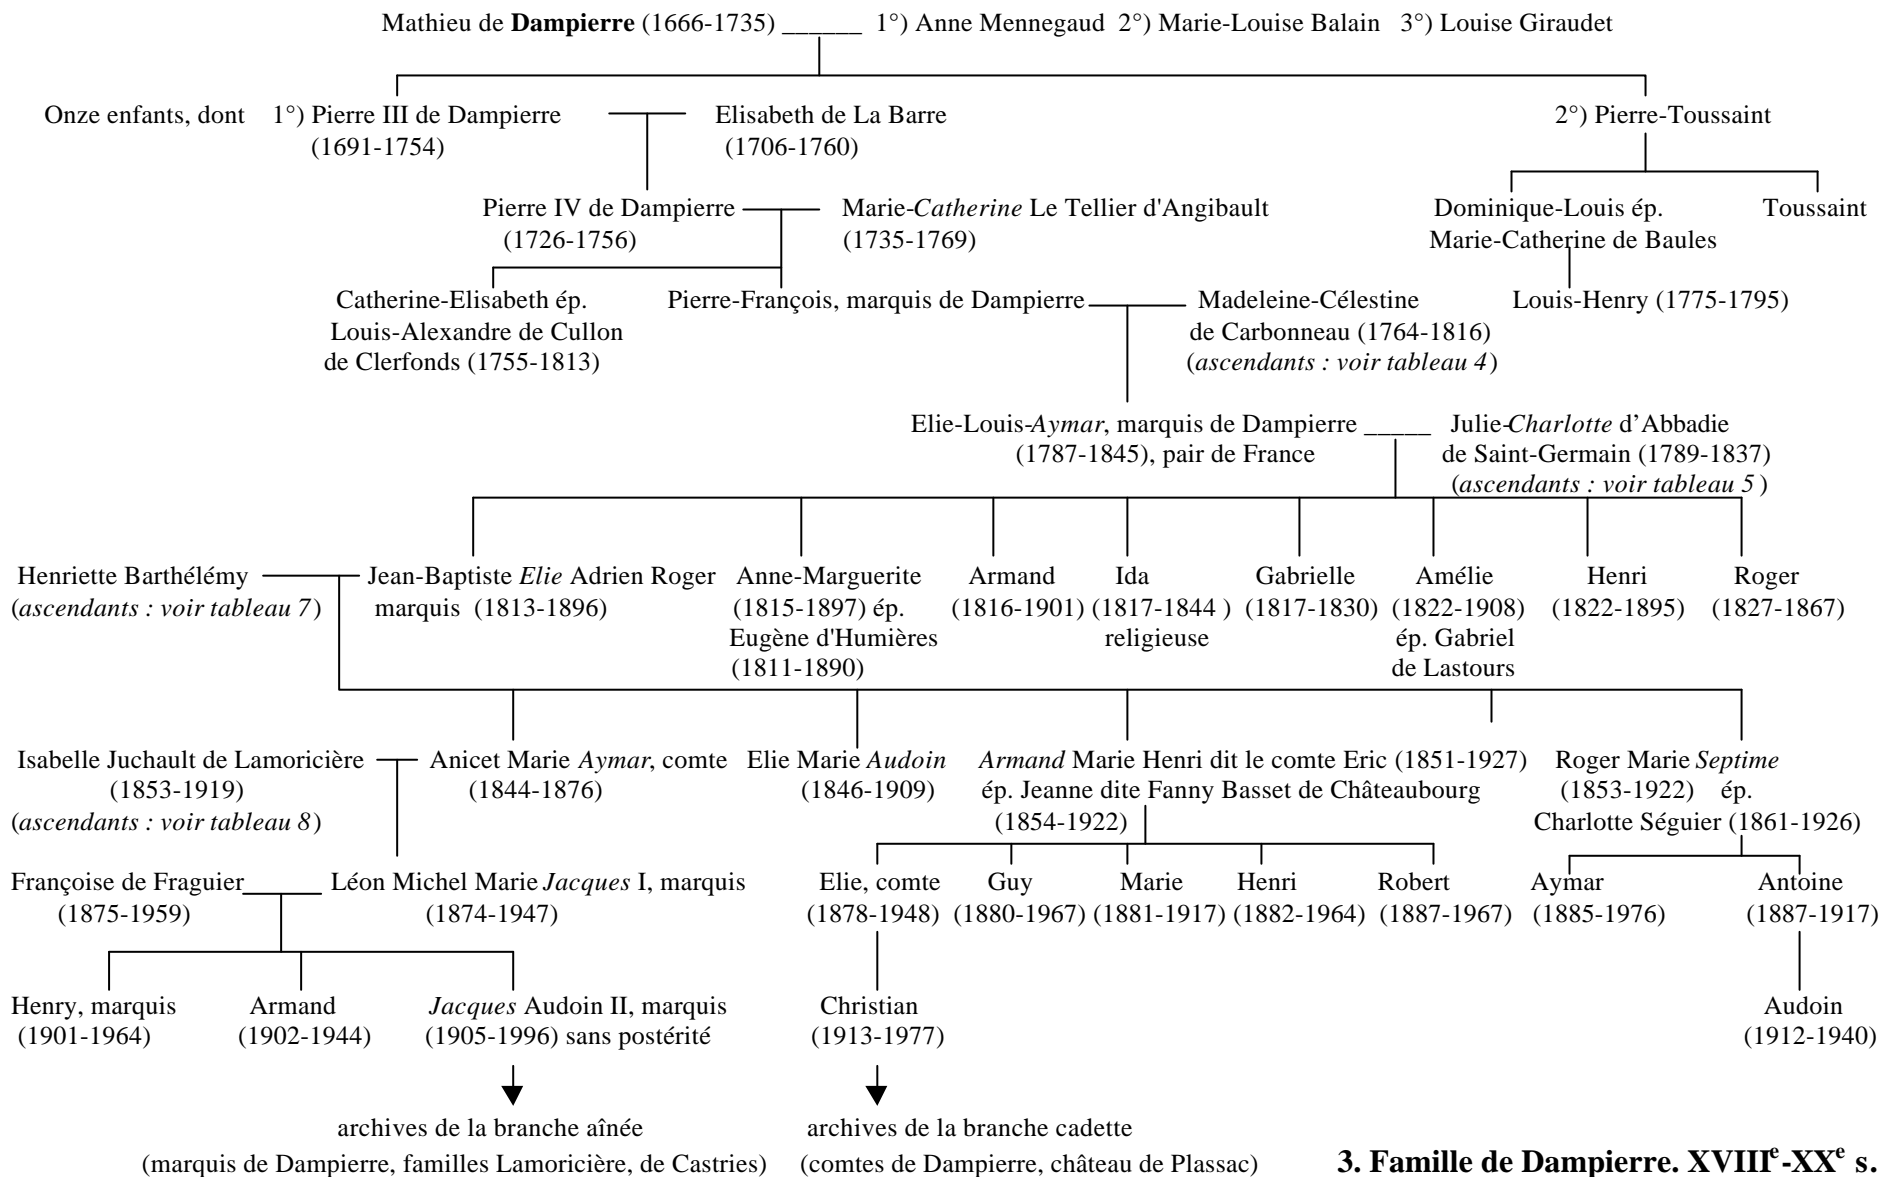 Mathieu de Dampierre (1666-1735) ______ 1°) Anne Mennegaud 2°) Marie-Louise Balain 3°) Louise Giraudet
Onze enfants, dont 1°) Pierre III de Dampierre Elisabeth de La Barre 2°) Pierre-Toussaint
(1691-1754) (1706-1760)
Pierre IV de Dampierre Marie-Catherine Le Tellier d'Angibault Dominique-Louis ép. Toussaint
(1726-1756) (1735-1769) Marie-Catherine de Baules
Catherine-Elisabeth ép. Pierre-François, marquis de Dampierre Madeleine-Célestine Louis-Henry (1775-1795)
Louis-Alexandre de Cullon de Carbonneau (1764-1816)
de Clerfonds (1755-1813) (ascendants : voir tableau 4)
Elie-Louis-Aymar, marquis de Dampierre _____ Julie-Charlotte d'Abbadie
(1787-1845), pair de France de Saint-Germain (1789-1837)
(ascendants : voir tableau 5 )
Henriette Barthélémy Jean-Baptiste Elie Adrien Roger Anne-Marguerite Armand Ida Gabrielle Amélie Henri Roger
(ascendants : voir tableau 7) marquis (1813-1896) (1815-1897) ép. (1816-1901) (1817-1844 ) (1817-1830) (1822-1908) (1822-1895) (1827-1867)
Eugène d'Humières religieuse ép. Gabriel
(1811-1890) de Lastours
Isabelle Juchault de Lamoricière Anicet Marie Aymar, comte Elie Marie Audoin Armand Marie Henri dit le comte Eric (1851-1927) Roger Marie Septime
(1853-1919) (1844-1876) (1846-1909) ép. Jeanne dite Fanny Basset de Châteaubourg (1853-1922) ép.
(ascendants : voir tableau 8) (1854-1922) Charlotte Séguier (1861-1926)
Françoise de Fraguier Léon Michel Marie Jacques I, marquis Elie, comte Guy Marie Henri Robert Aymar Antoine
(1875-1959) (1874-1947) (1878-1948) (1880-1967) (1881-1917) (1882-1964) (1887-1967) (1885-1976) (1887-1917)
Henry, marquis Armand Jacques Audoin II, marquis Christian Audoin
(1901-1964) (1902-1944) (1905-1996) sans postérité (1913-1977) (1912-1940)
archives de la branche aînée archives de la branche cadette
(marquis de Dampierre, familles Lamoricière, de Castries) (comtes de Dampierre, château de Plassac) 3. Famille de Dampierre. XVIIIe-XXe s.